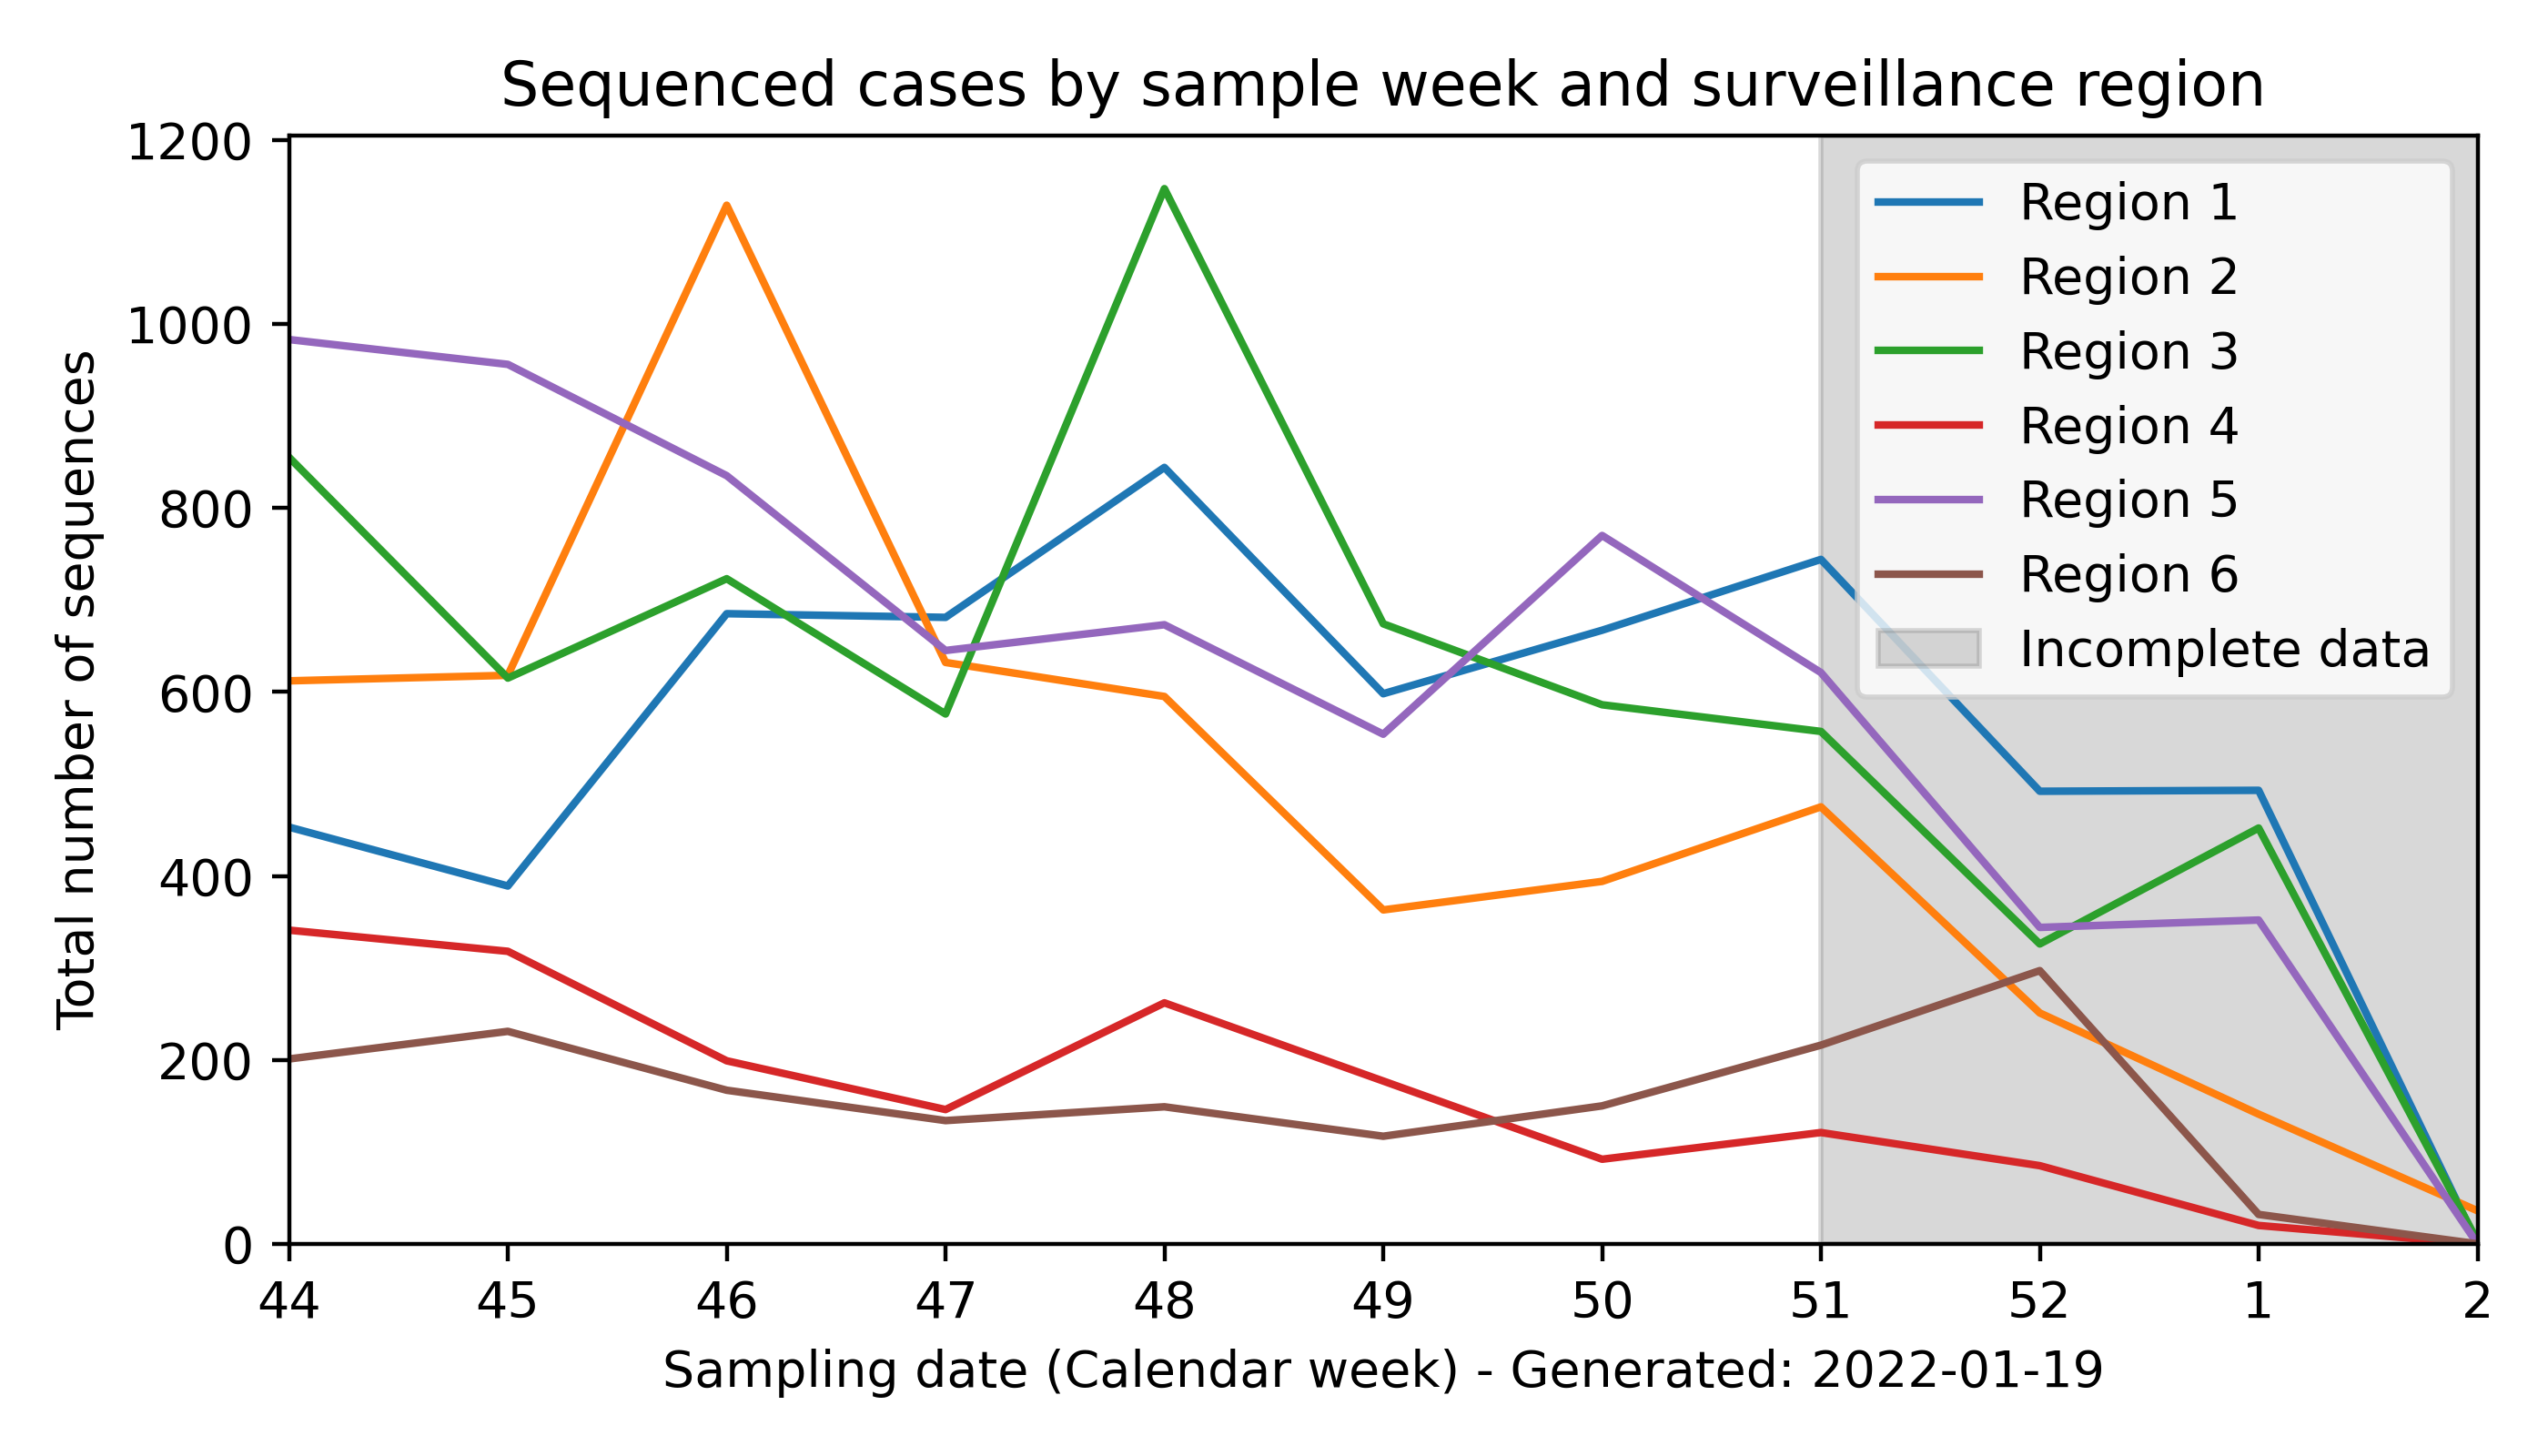 Sequenced cases by sample week and surveillance region
1200
1000
800
600
400
200
0
Total number of sequences
Region 1
Region 2
Region 3
Region 4
Region 5
Region 6
Incomplete data
44 45 46 47 48 49 50 51 52 1 2
Sampling date (Calendar week) - Generated: 2022-01-19